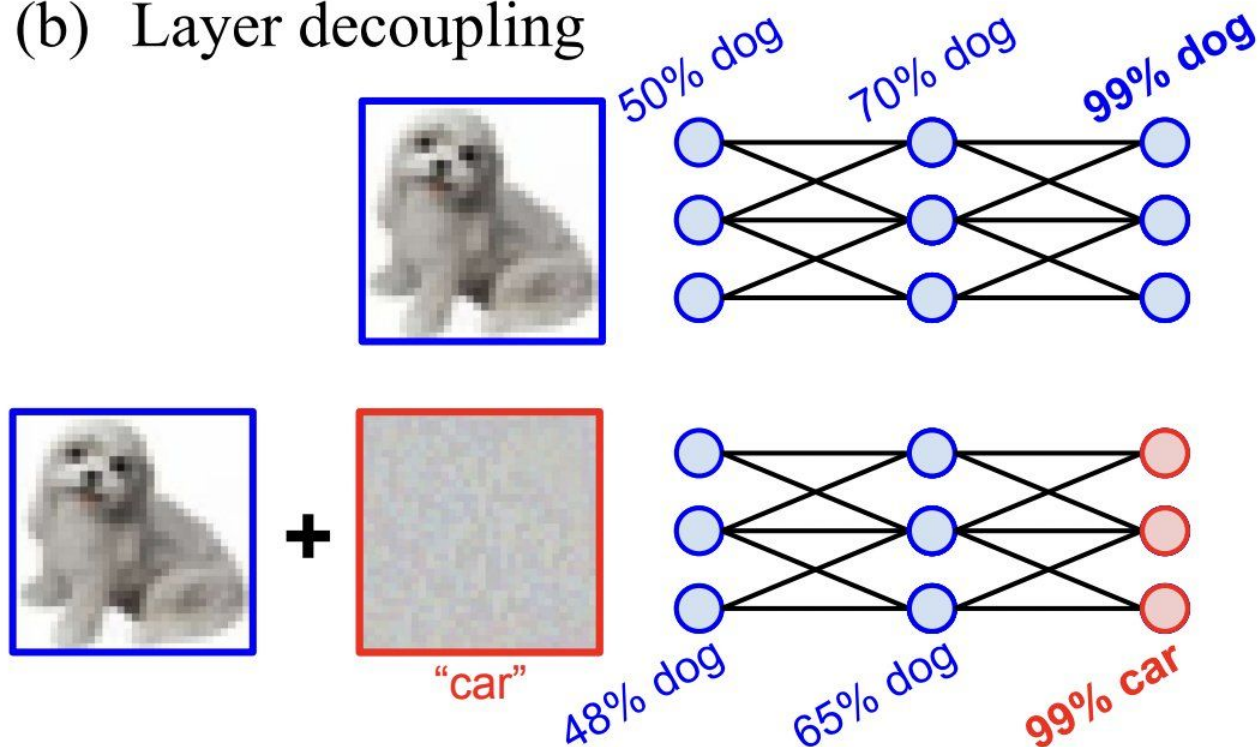 (b) Layer decoupling
50% dog
70% dog
99% dog
+
“car”
48% dog
65% dog
99% car